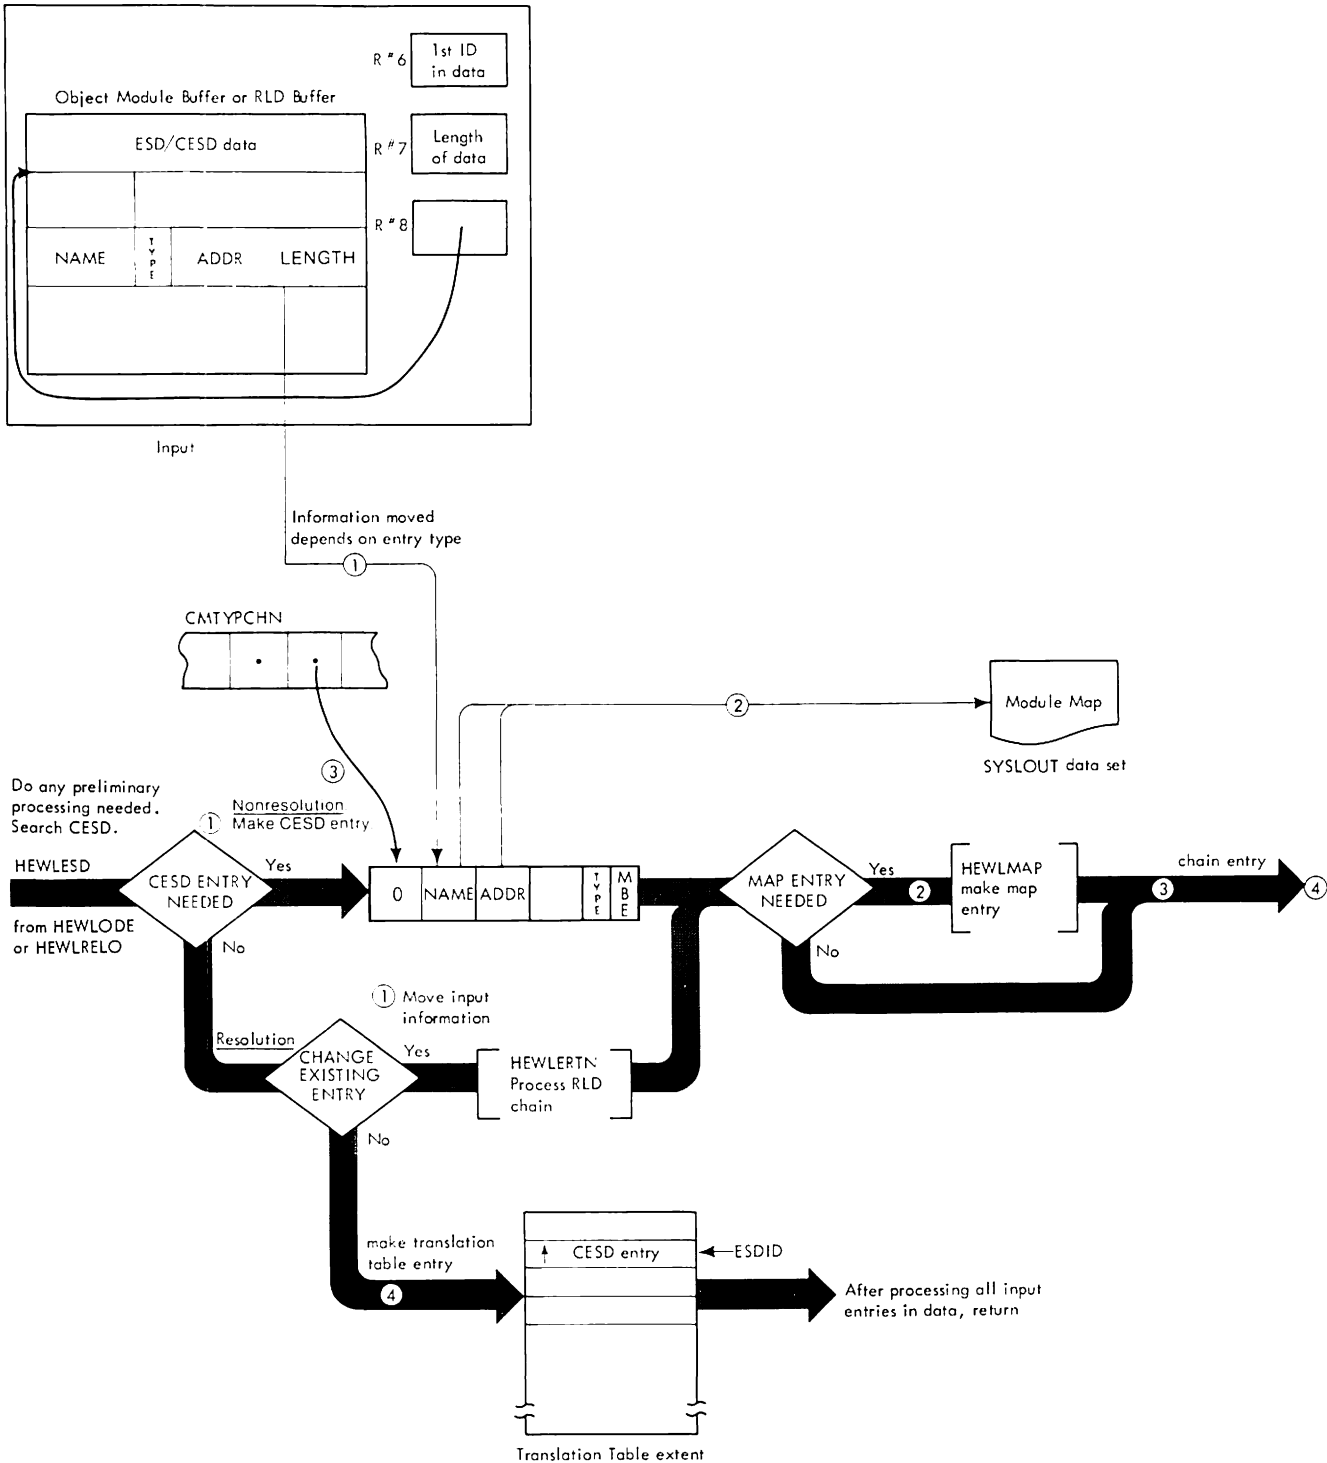 R#6
1st ID
in data
Object Module Buffer or RLD Buffer
ESD/CESD data
R#7
Length
of data
R#8
NAME
TYPE
ADDR
LENGTH
Input
Information moved
depends on entry type
1
CMTYPCHN
2
Module Map
SYSLOUT data set
3
Do any preliminary
processing needed.
Search CESD.
1
Nonresolution
Make CESD entry
HEWLESD
CESD ENTRY
NEEDED
Yes
0
NAME
ADDR
TYPE
MBE
MAP ENTRY
NEEDED
Yes
2
HEWLMAP
make map
entry
chain entry
3
4
from HEWLODE
or HEWLRELO
No
No
1
Move input
information
Resolution
CHANGE
EXISTING
ENTRY
Yes
HEWLERTN
Process RLD
chain
No
make translation
table entry
4
CESD entry
ESDID
After processing all input
entries in data, return
Translation Table extent